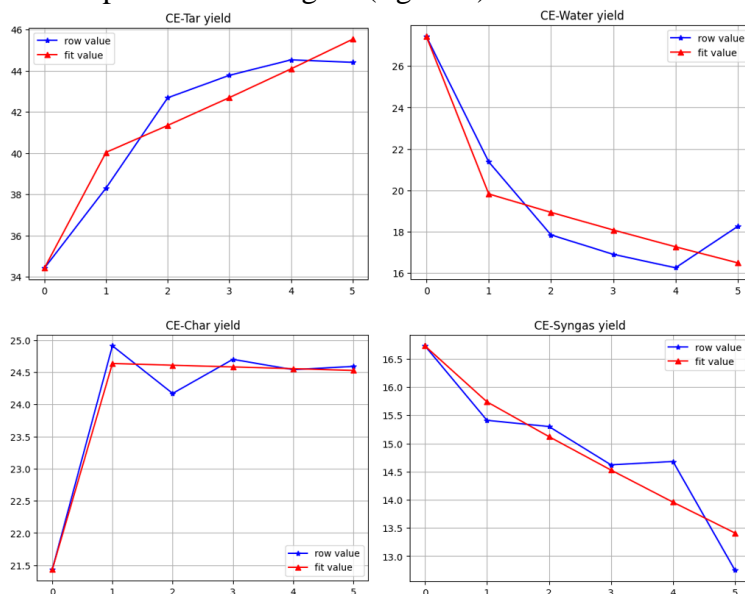 CE-Tar yield
row value
fit value
46
44
42
40
38
36
34
0 1 2 3 4 5
CE-Water yield
row value
fit value
26
24
22
20
18
16
0 1 2 3 4 5
CE-Char yield
25.0
24.5
24.0
23.5
23.0
22.5
22.0
21.5
row value
fit value
0 1 2 3 4 5
CE-Syngas yield
row value
fit value
16.5
16.0
15.5
15.0
14.5
14.0
13.5
13.0
0 1 2 3 4 5